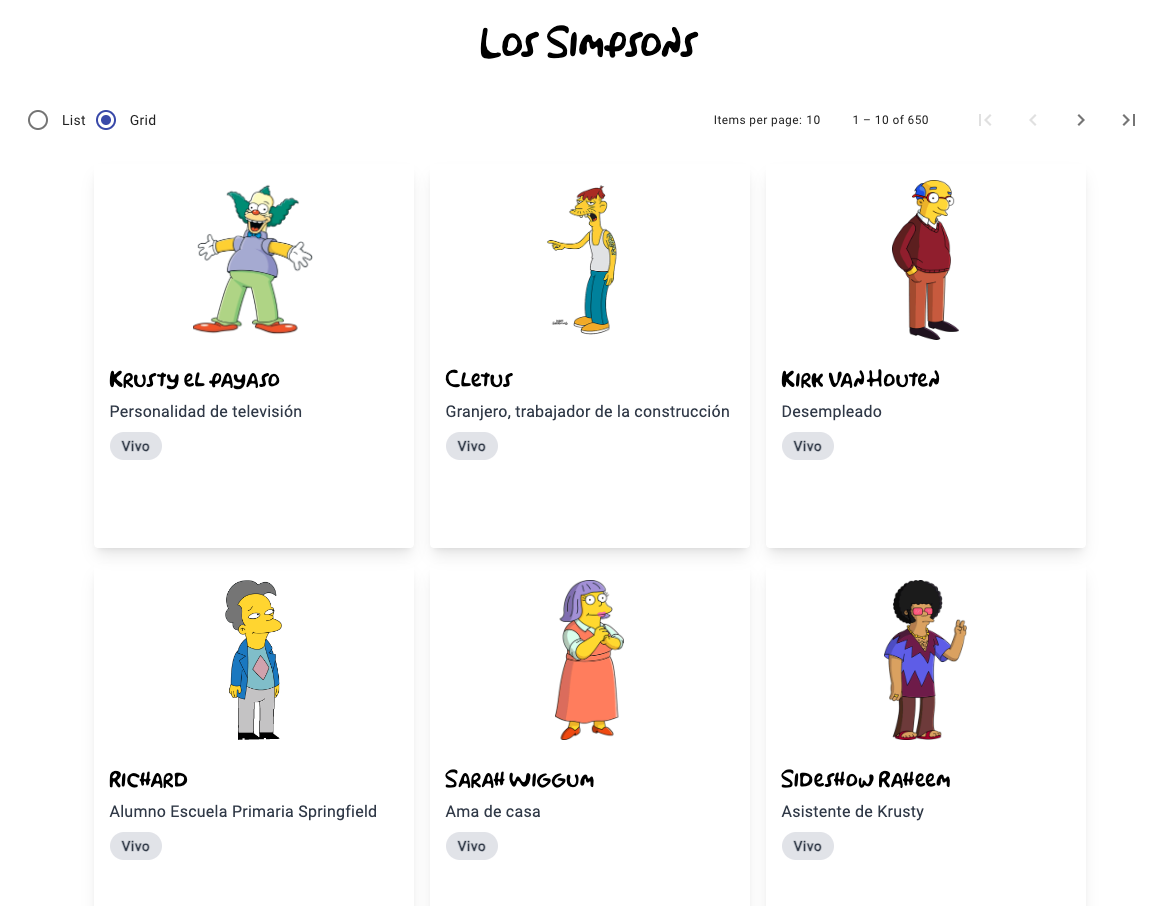 Los Simpsons
List Grid Items per page: 10 1 – 10 of 650
Krusty el payaso
Personalidad de televisión
Vivo
Cletus
Granjero, trabajador de la construcción
Vivo
Kirk Van Houten
Desempleado
Vivo
Richard
Alumno Escuela Primaria Springfield
Vivo
Sarah Wiggum
Ama de casa
Vivo
Sideshow Raheem
Asistente de Krusty
Vivo